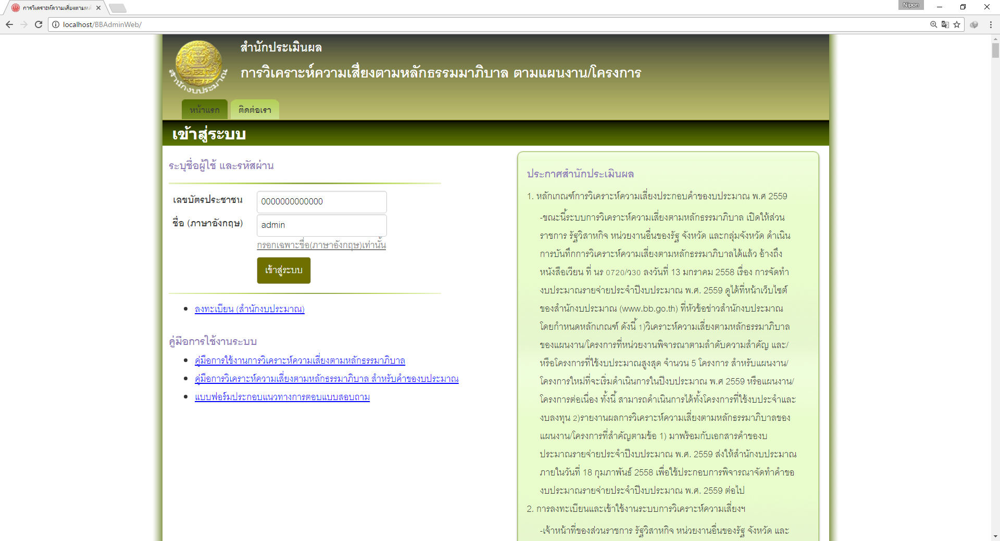 การวิเคราะห์ความเสี่ยงตามหลั
Nipon
localhost/BBAdminWeb/
สำนักงบประมาณ
สำนักประเมินผล
การวิเคราะห์ความเสี่ยงตามหลักธรรมมาภิบาล ตามแผนงาน/โครงการ
หน้าแรก
ติดต่อเรา
เข้าสู่ระบบ
ระบุชื่อผู้ใช้ และรหัสผ่าน
เลขบัตรประชาชน
0000000000000
ชื่อ (ภาษาอังกฤษ)
admin
กรอกเฉพาะชื่อ(ภาษาอังกฤษ)เท่านั้น
เข้าสู่ระบบ
ลงทะเบียน (สำนักงบประมาณ)
คู่มือการใช้งานระบบ
คู่มือการใช้งานการวิเคราะห์ความเสี่ยงตามหลักธรรมาภิบาล
คู่มือการวิเคราะห์ความเสี่ยงตามหลักธรรมาภิบาล สำหรับคำของบประมาณ
แบบฟอร์มประกอบแนวทางการตอบแบบสอบถาม
ประกาศสำนักประเมินผล
1. หลักเกณฑ์การวิเคราะห์ความเสี่ยงประกอบคำของบประมาณ พ.ศ 2559
-ขณะนี้ระบบการวิเคราะห์ความเสี่ยงตามหลักธรรมาภิบาล เปิดให้ส่วน
ราชการ รัฐวิสาหกิจ หน่วยงานอื่นของรัฐ จังหวัด และกลุ่มจังหวัด ดำเนิน
การบันทึกการวิเคราะห์ความเสี่ยงตามหลักธรรมาภิบาลได้แล้ว อ้างถึง
หนังสือเวียน ที่ นร 0720/ว30 ลงวันที่ 13 มกราคม 2558 เรื่อง การจัดทำ
งบประมาณรายจ่ายประจำปีงบประมาณ พ.ศ. 2559 ดูได้ที่หน้าเว็บไซต์
ของสำนักงบประมาณ (www.bb.go.th) ที่หัวข้อข่าวสำนักงบประมาณ
โดยกำหนดหลักเกณฑ์ ดังนี้ 1)วิเคราะห์ความเสี่ยงตามหลักธรรมาภิบาล
ของแผนงาน/โครงการที่หน่วยงานพิจารณาตามลำดับความสำคัญ และ/
หรือโครงการที่ใช้งบประมาณสูงสุด จำนวน 5 โครงการ สำหรับแผนงาน/
โครงการใหม่ที่จะเริ่มดำเนินการในปีงบประมาณ พ.ศ 2559 หรือแผนงาน/
โครงการต่อเนื่อง ทั้งนี้ สามารถดำเนินการได้ทั้งโครงการที่ใช้งบประจำและ
งบลงทุน 2)รายงานผลการวิเคราะห์ความเสี่ยงตามหลักธรรมาภิบาลของ
แผนงาน/โครงการที่สำคัญตามข้อ 1) มาพร้อมกับเอกสารคำของบ
ประมาณรายจ่ายประจำปีงบประมาณ พ.ศ. 2559 ส่งให้สำนักงบประมาณ
ภายในวันที่ 18 กุมภาพันธ์ 2558 เพื่อใช้ประกอบการพิจารณาจัดทำคำขอ
งบประมาณรายจ่ายประจำปีงบประมาณ พ.ศ. 2559 ต่อไป
2. การลงทะเบียนและเข้าใช้งานระบบการวิเคราะห์ความเสี่ยงฯ
-เจ้าหน้าที่ของส่วนราชการ รัฐวิสาหกิจ หน่วยงานอื่นของรัฐ จังหวัด และ